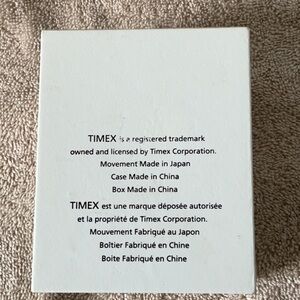 TIMEX is a registered trademark
owned and licensed by Timex Corporation.
Movement Made in Japan
Case Made in China
Box Made in China
TIMEX est une marque déposée autorisée
et la propriété de Timex Corporation.
Mouvement Fabriqué au Japon
Boîtier Fabriqué en Chine
Boite Fabriqué en Chine